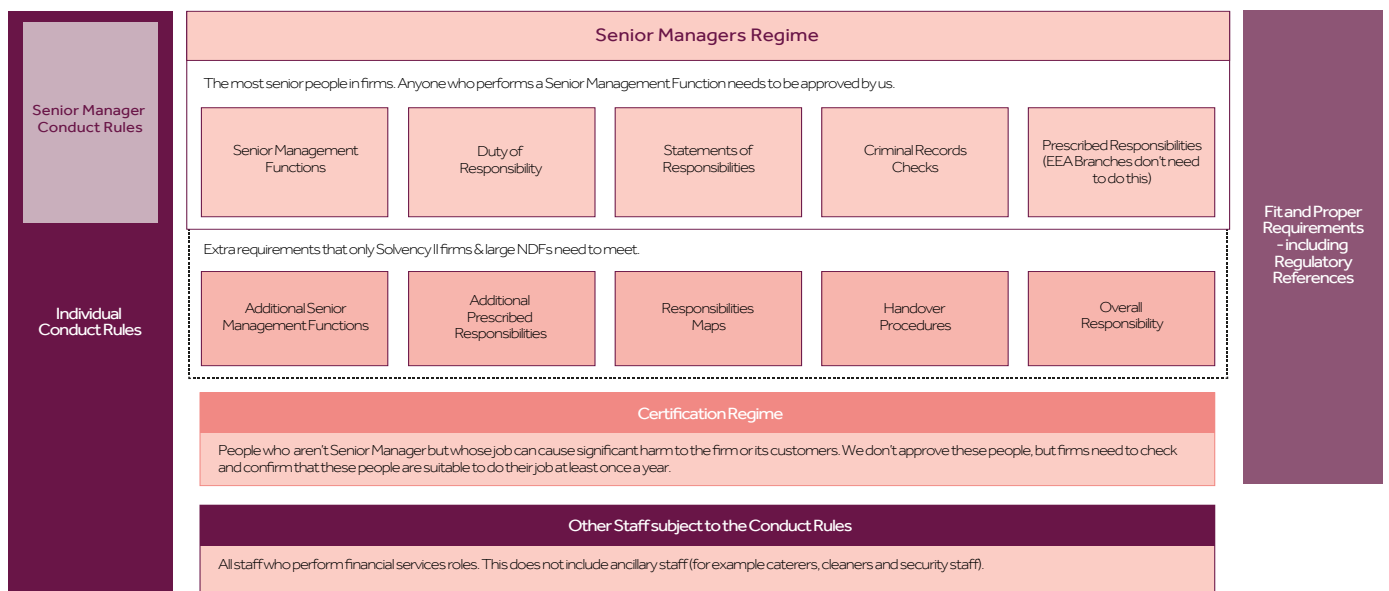 Senior Manager
Conduct Rules
Individual
Conduct Rules
Senior Managers Regime
The most senior people in firms. Anyone who performs a Senior Management Function needs to be approved by us.
Senior Management
Functions
Duty of
Responsibility
Statements of
Responsibilities
Criminal Records
Checks
Prescribed Responsibilities
(EEA Branches don't need
to do this)
Extra requirements that only Solvency II firms & large NDFs need to meet.
Additional Senior
Management Functions
Additional
Prescribed
Responsibilities
Responsibilities
Maps
Handover
Procedures
Overall
Responsibility
Certification Regime
People who aren't Senior Manager but whose job can cause significant harm to the firm or its customers. We don't approve these people, but firms need to check
and confirm that these people are suitable to do their job at least once a year.
Other Staff subject to the Conduct Rules
All staff who perform financial services roles. This does not include ancillary staff (for example caterers, cleaners and security staff).
Fit and Proper
Requirements
- including
Regulatory
References